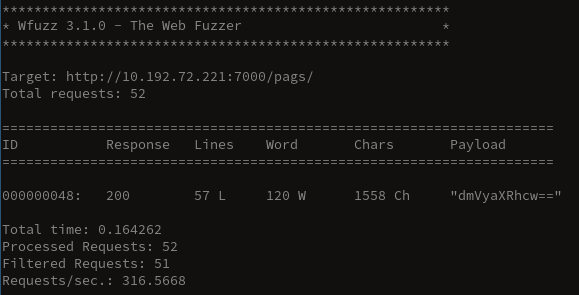 ********************************************************
* Wfuzz 3.1.0 - The Web Fuzzer                         *
********************************************************
Target: http://10.192.72.221:7000/pags/
Total requests: 52
=====================================================================
ID           Response   Lines    Word       Chars       Payload
=====================================================================
000000048:   200        57 L     120 W      1558 Ch     "dmVyaXRhcw=="
Total time: 0.164262
Processed Requests: 52
Filtered Requests: 51
Requests/sec.: 316.5668